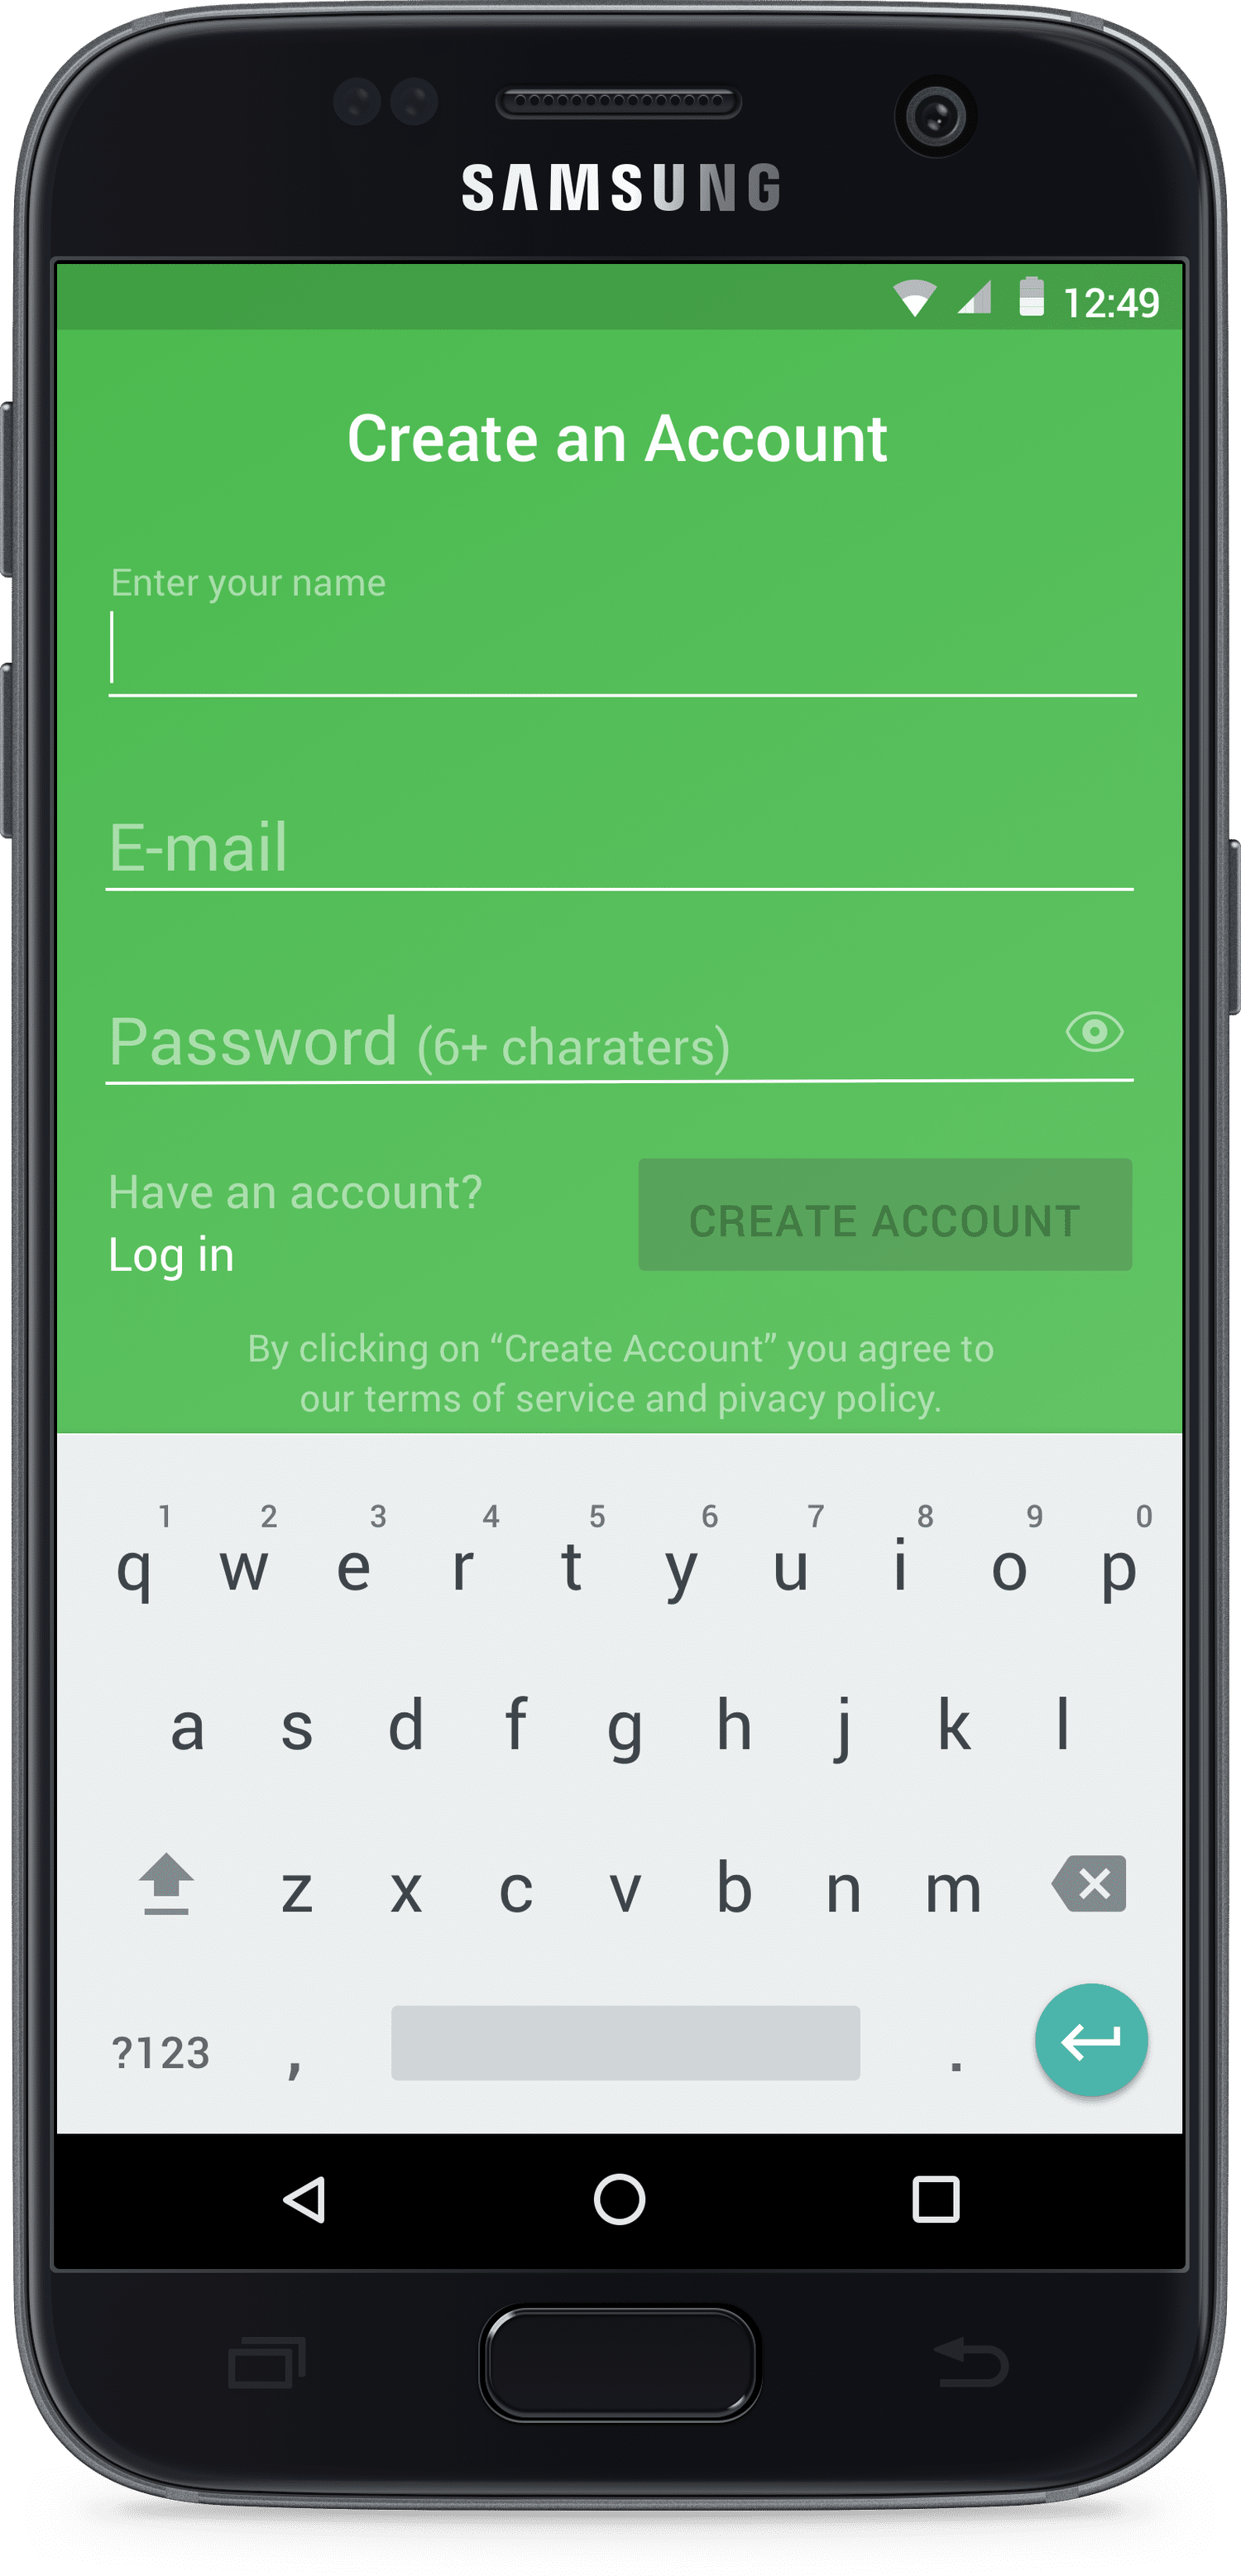 SAMSUNG
12:49
Create an Account
Enter your name
E-mail
Password (6+ charaters)
Have an account?
Log in
CREATE ACCOUNT
By clicking on “Create Account” you agree to
our terms of service and pivacy policy.
1 2 3 4 5 6 7 8 9 0
q w e r t y u i o p
a s d f g h j k l
z x c v b n m
?123 , .